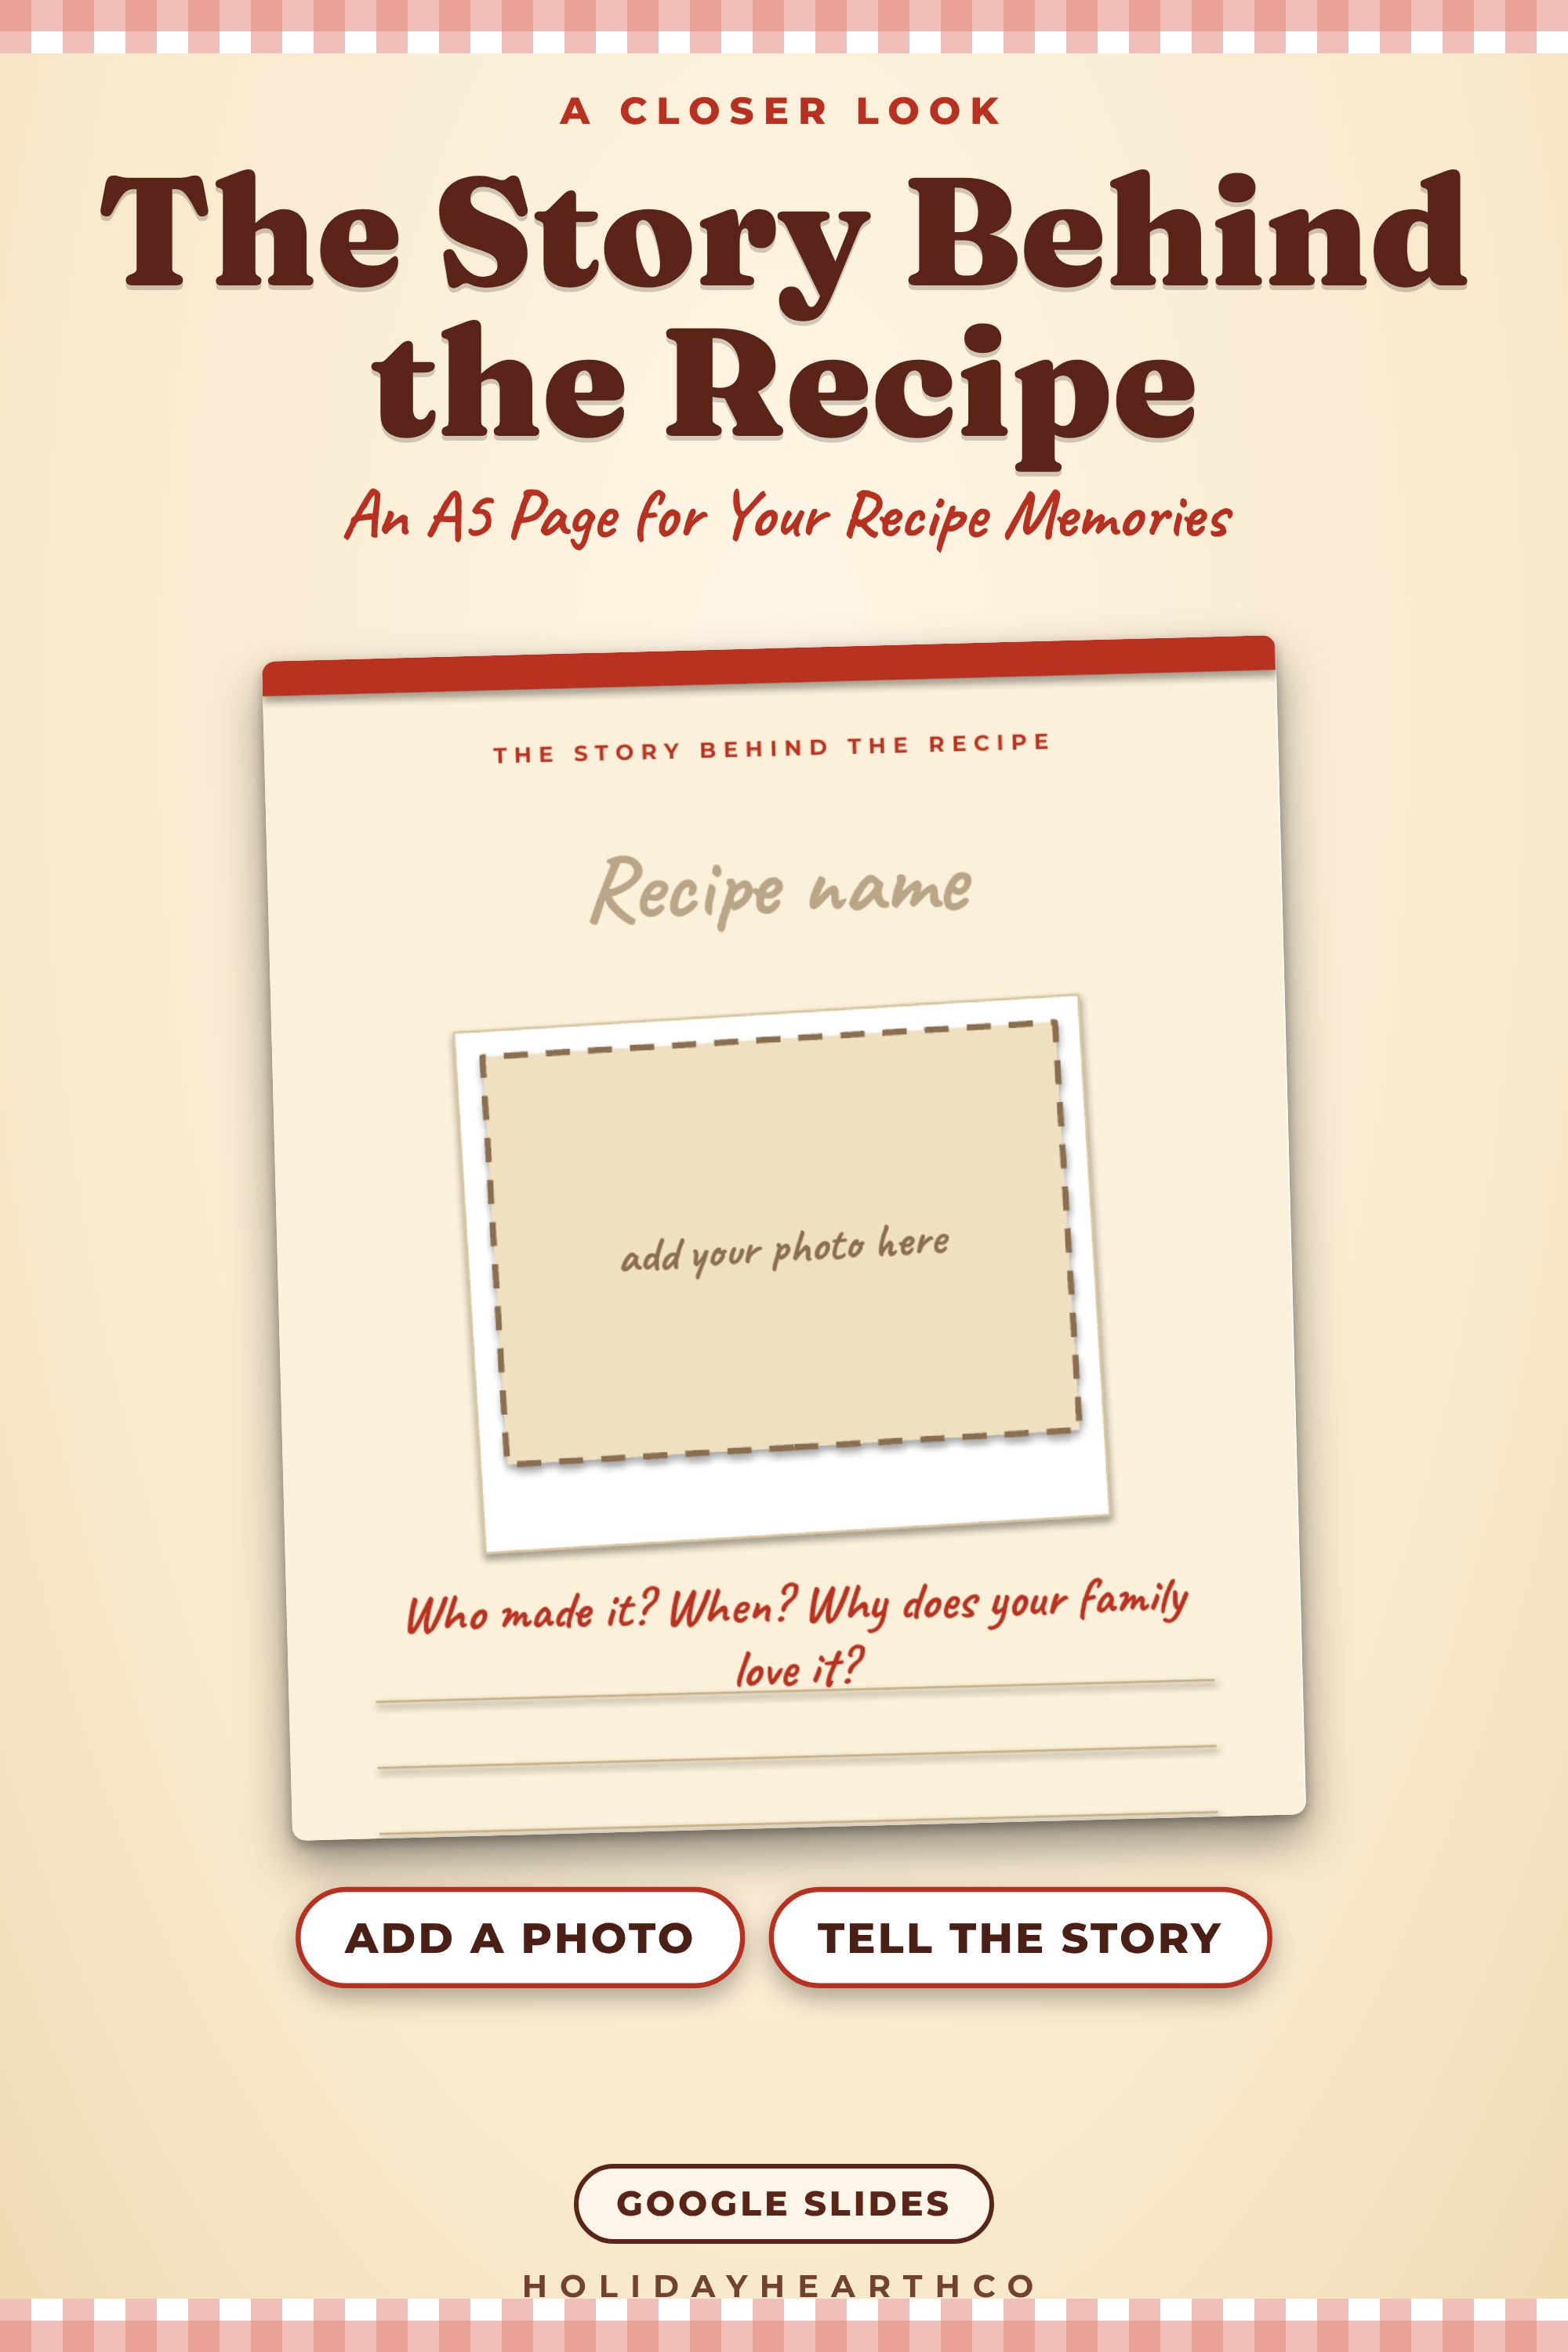 A CLOSER LOOK
The Story Behind
the Recipe
An A5 Page for Your Recipe Memories
THE STORY BEHIND THE RECIPE
Recipe name
add your photo here
Who made it? When? Why does your family
love it?
ADD A PHOTO
TELL THE STORY
GOOGLE SLIDES
HOLIDAYHEARTHCO